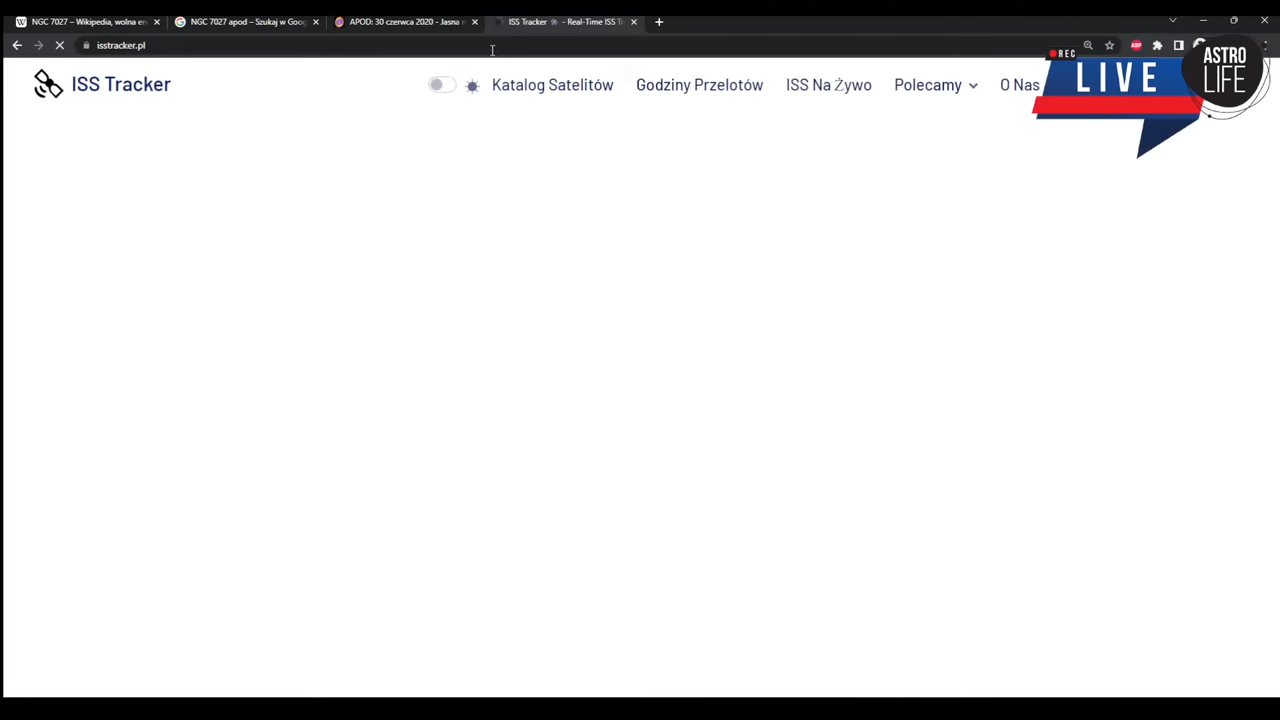 NGC 7027 – Wikipedia, wolna en
NGC 7027 apod – Szukaj w Goog
APOD: 30 czerwca 2020 - Jasna
ISS Tracker - Real-Time ISS Tr
isstracker.pl
ABP
REC
LIVE
ASTRO
LIFE
ISS Tracker
Katalog Satelitów
Godziny Przelotów
ISS Na Żywo
Polecamy
O Nas